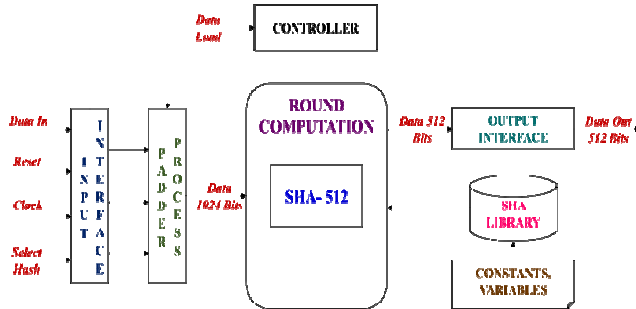 Data
Load
CONTROLLER
Data In
Reset
Clock
Select
Hash
INPUT
INTERFACE
PADDER
PROCESS
Data
1024 Bits
ROUND
COMPUTATION
SHA- 512
Data 512
Bits
OUTPUT
INTERFACE
Data Out
512 Bits
SHA
LIBRARY
CONSTANTS,
VARIABLES